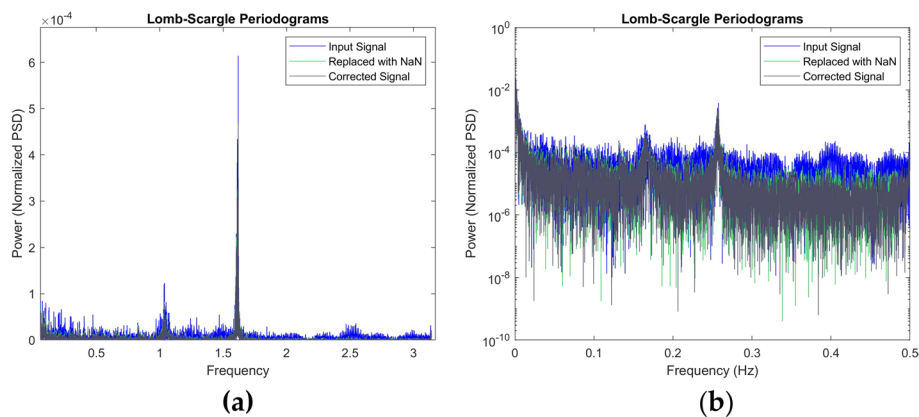 Lomb-Scargle Periodograms
×10⁻⁴
Input Signal
Replaced with NaN
Corrected Signal
Power (Normalized PSD)
6
5
4
3
2
1
0
0.5
1
1.5
2
2.5
3
Frequency
(a)
Lomb-Scargle Periodograms
Input Signal
Replaced with NaN
Corrected Signal
Power (Normalized PSD)
10⁰
10⁻²
10⁻⁴
10⁻⁶
10⁻⁸
10⁻¹⁰
0
0.1
0.2
0.3
0.4
0.5
Frequency (Hz)
(b)